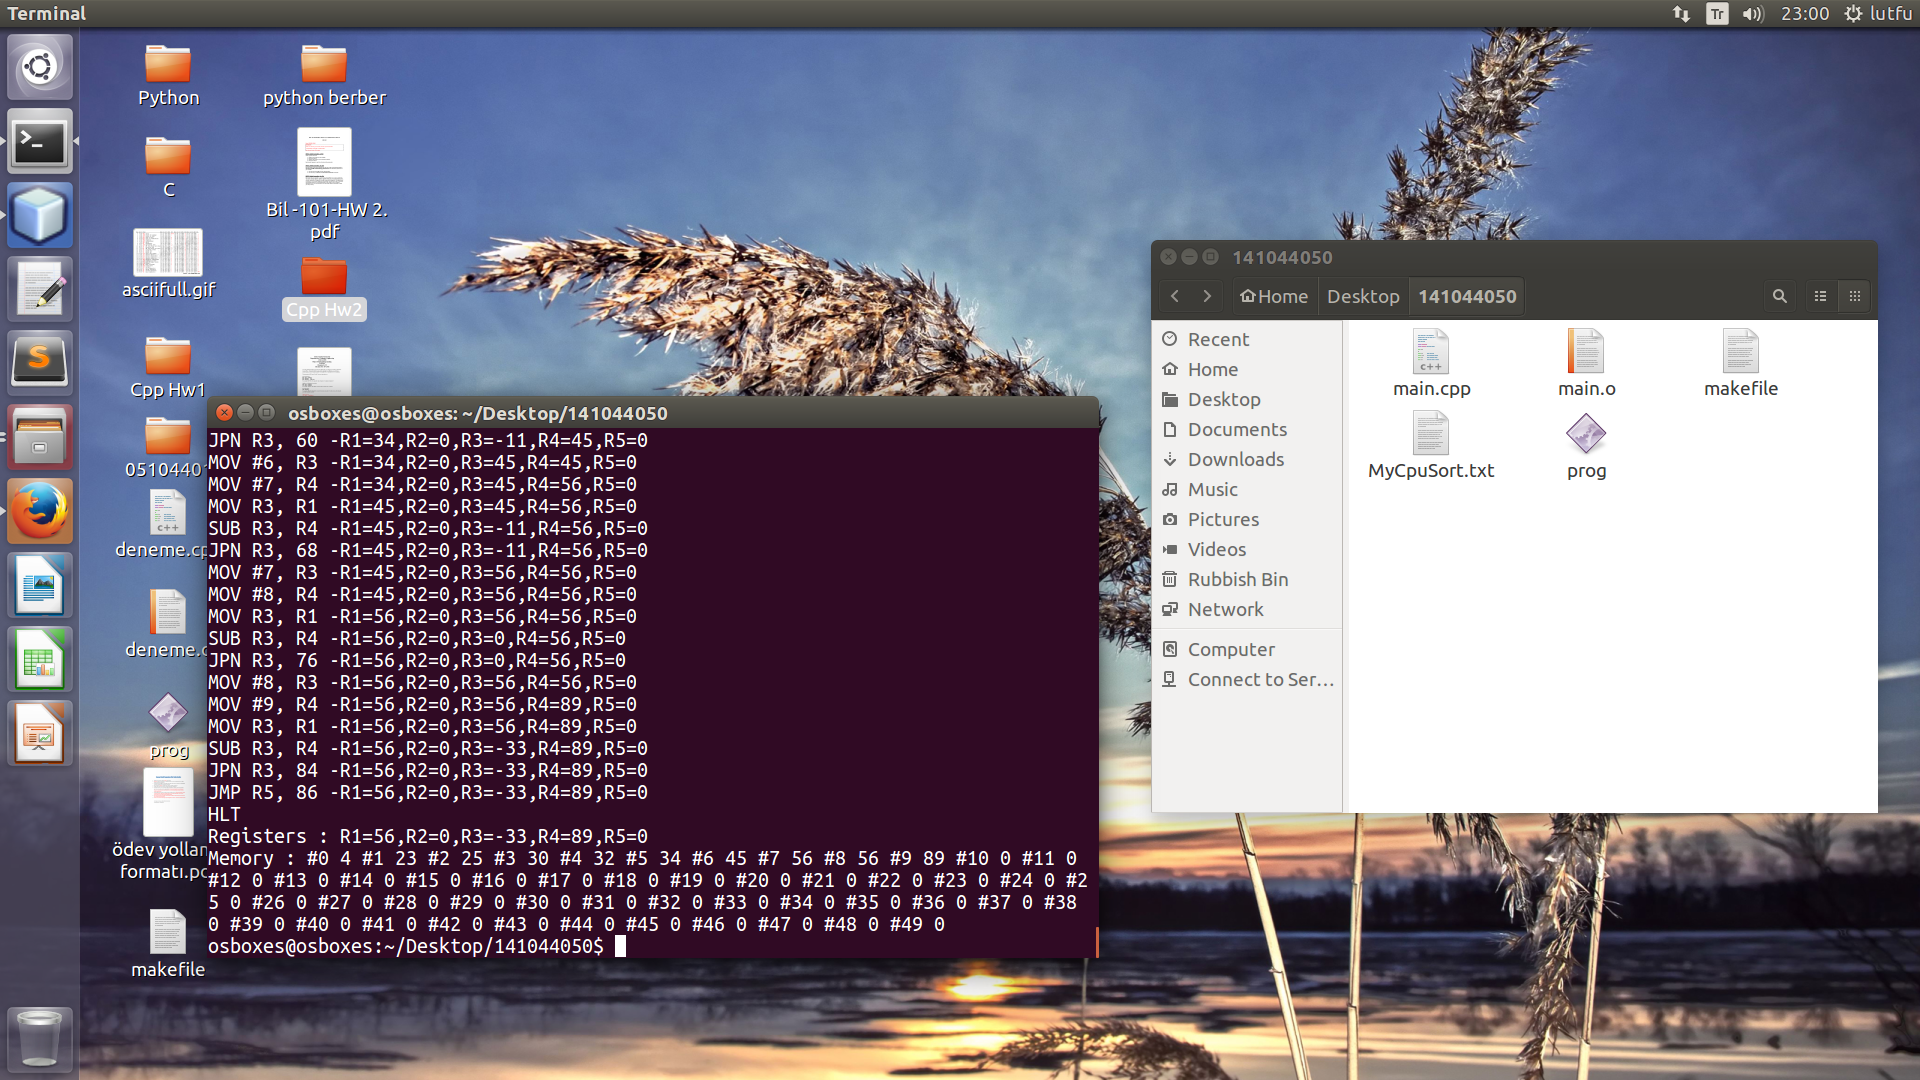 Terminal
Tr
23:00
lutfu
Python
python berber
C
Bil -101-HW 2.
pdf
asciifull.gif
Cpp Hw2
Cpp Hw1
deneme.cp
deneme.
prog
ödev yollan
formatı.pd
makefile
osboxes@osboxes: ~/Desktop/141044050
JPN R3, 60 -R1=34,R2=0,R3=-11,R4=45,R5=0
MOV #6, R3 -R1=34,R2=0,R3=45,R4=45,R5=0
MOV #7, R4 -R1=34,R2=0,R3=45,R4=56,R5=0
MOV R3, R1 -R1=45,R2=0,R3=45,R4=56,R5=0
SUB R3, R4 -R1=45,R2=0,R3=-11,R4=56,R5=0
JPN R3, 68 -R1=45,R2=0,R3=-11,R4=56,R5=0
MOV #7, R3 -R1=45,R2=0,R3=56,R4=56,R5=0
MOV #8, R4 -R1=45,R2=0,R3=56,R4=56,R5=0
MOV R3, R1 -R1=56,R2=0,R3=56,R4=56,R5=0
SUB R3, R4 -R1=56,R2=0,R3=0,R4=56,R5=0
JPN R3, 76 -R1=56,R2=0,R3=0,R4=56,R5=0
MOV #8, R3 -R1=56,R2=0,R3=56,R4=56,R5=0
MOV #9, R4 -R1=56,R2=0,R3=56,R4=89,R5=0
MOV R3, R1 -R1=56,R2=0,R3=56,R4=89,R5=0
SUB R3, R4 -R1=56,R2=0,R3=-33,R4=89,R5=0
JPN R3, 84 -R1=56,R2=0,R3=-33,R4=89,R5=0
JMP R5, 86 -R1=56,R2=0,R3=-33,R4=89,R5=0
HLT
Registers : R1=56,R2=0,R3=-33,R4=89,R5=0
Memory : #0 4 #1 23 #2 25 #3 30 #4 32 #5 34 #6 45 #7 56 #8 56 #9 89 #10 0 #11 0
#12 0 #13 0 #14 0 #15 0 #16 0 #17 0 #18 0 #19 0 #20 0 #21 0 #22 0 #23 0 #24 0 #2
5 0 #26 0 #27 0 #28 0 #29 0 #30 0 #31 0 #32 0 #33 0 #34 0 #35 0 #36 0 #37 0 #38
0 #39 0 #40 0 #41 0 #42 0 #43 0 #44 0 #45 0 #46 0 #47 0 #48 0 #49 0
osboxes@osboxes:~/Desktop/141044050$
141044050
Home
Desktop
141044050
Recent
Home
Desktop
Documents
Downloads
Music
Pictures
Videos
Rubbish Bin
Network
Computer
Connect to Ser…
main.cpp
main.o
makefile
MyCpuSort.txt
prog